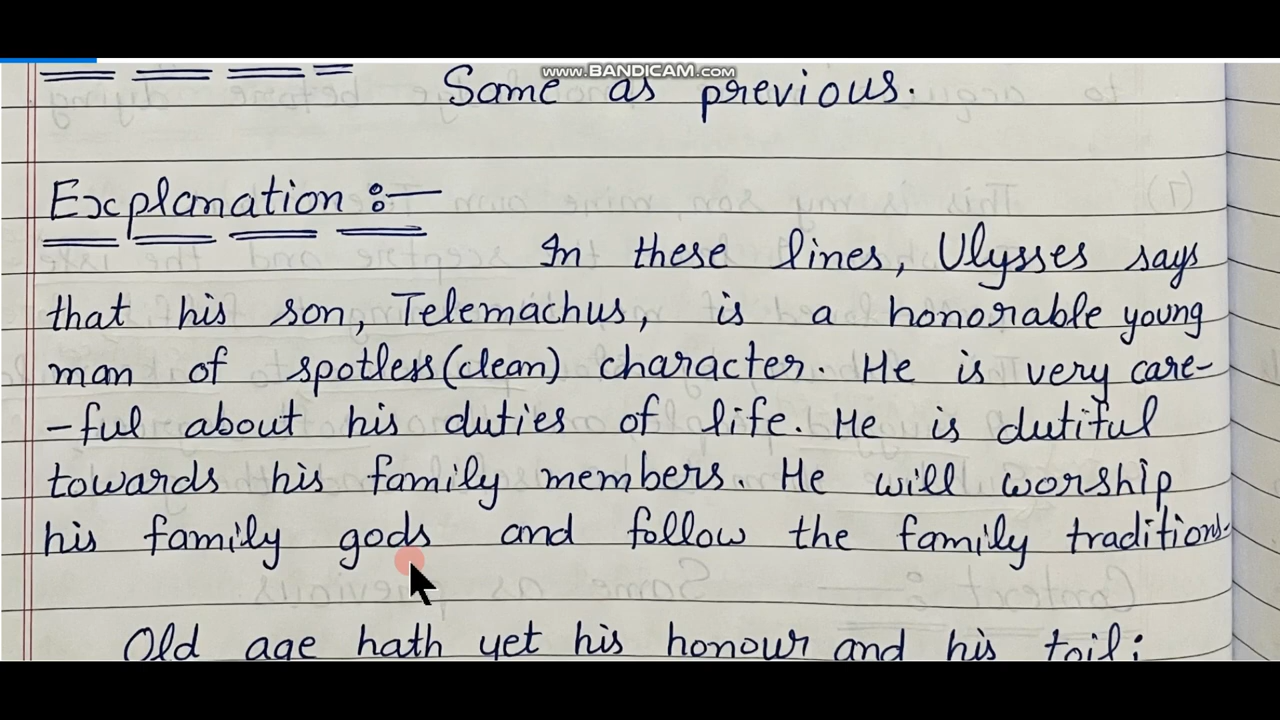 www.BANDICAM.com
Same as previous.
Explanation :—
In these lines, Ulysses says
that his son, Telemachus, is a honorable young
man of spotless (clean) character. He is very care-
-ful about his duties of life. He is dutiful
towards his family members. He will worship
his family gods and follow the family traditions.
Old age hath yet his honour and his toil;